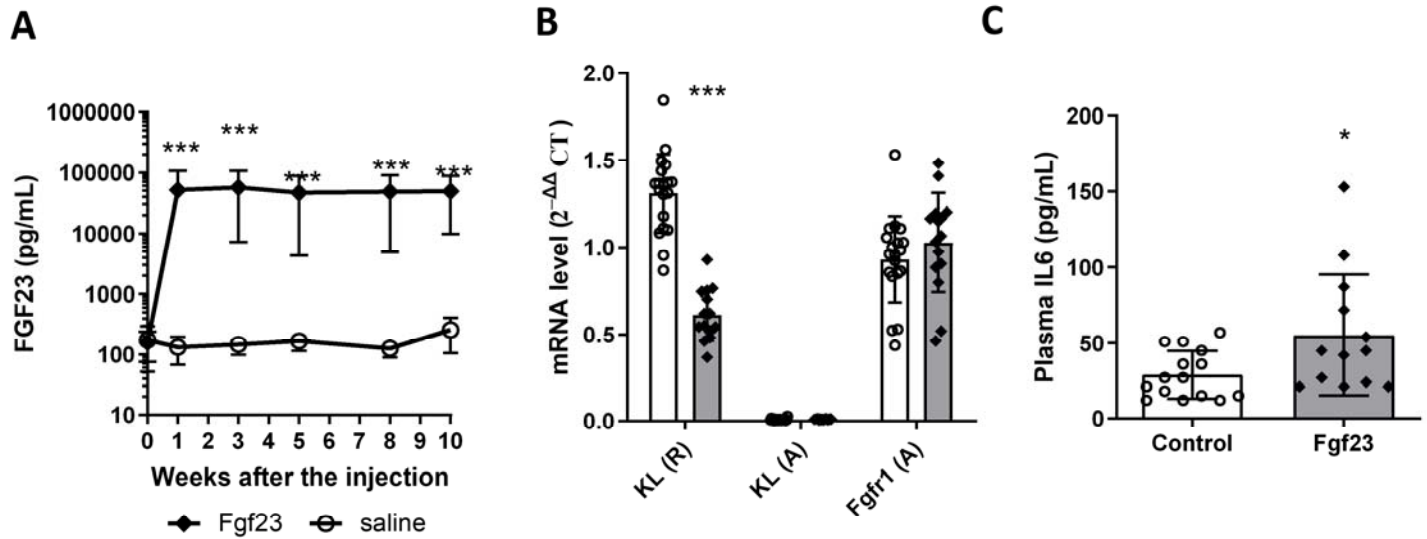 A
1000000
100000
10000
1000
100
10
FGF23 (pg/mL)
***
***
***
***
***
0 1 2 3 4 5 6 7 8 9 10
Weeks after the injection
Fgf23 saline
B
2.0
1.5
1.0
0.5
0.0
mRNA level (2^−ΔΔ CT )
***
KL (R)
KL (A)
Fgfr1 (A)
C
200
150
100
50
0
Plasma IL6 (pg/mL)
*
Control Fgf23